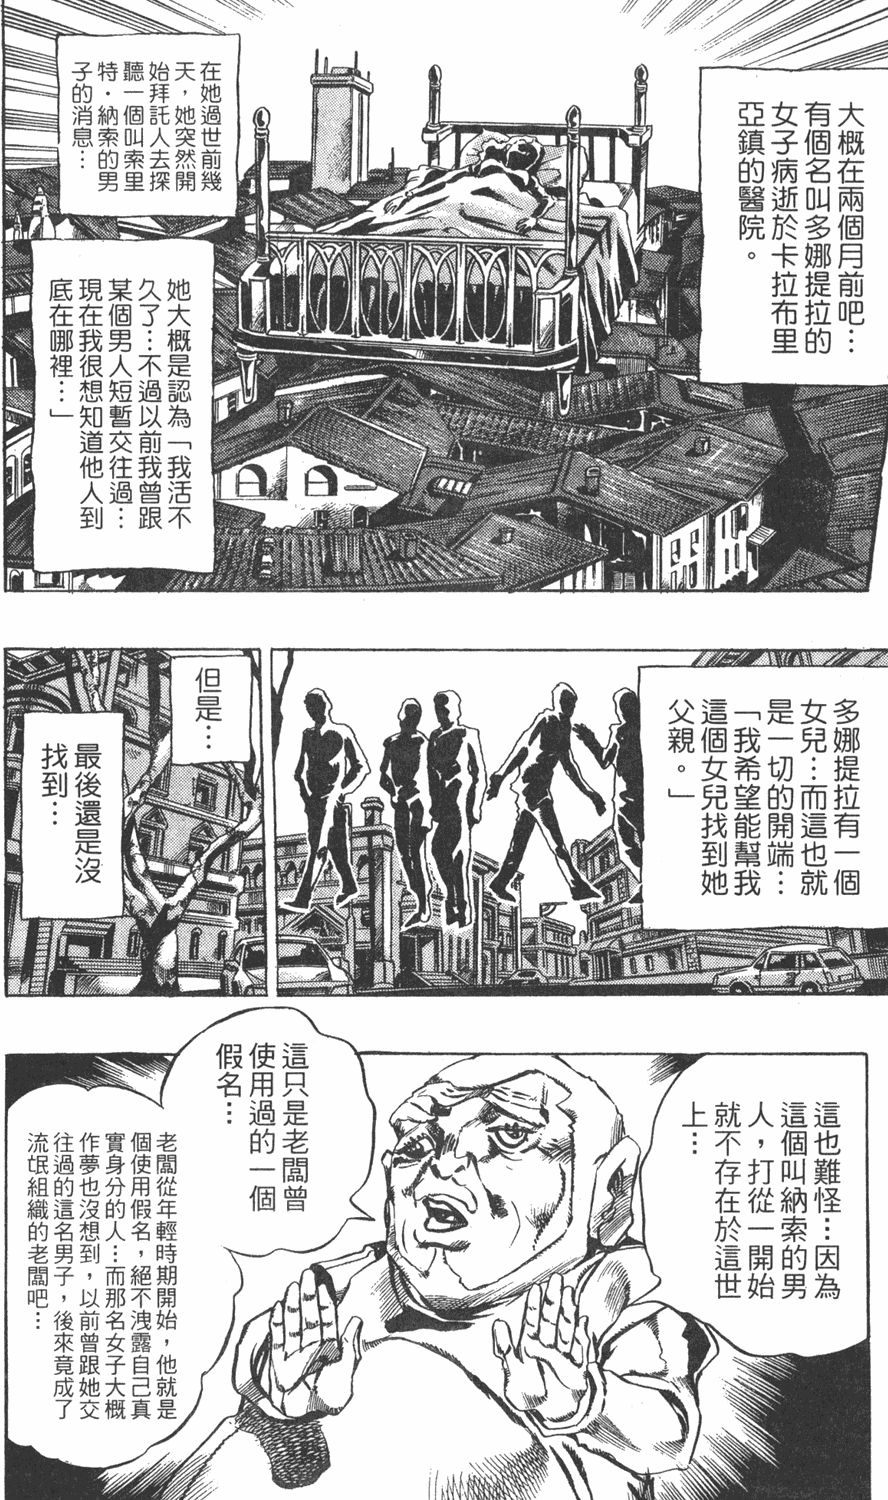 大概在兩個月前吧…
有個名叫多娜提拉的
女子病逝於卡拉布里
亞鎮的醫院。
在她過世前幾
天，她突然開
始拜託人去探
聽一個叫索里
特・納索的男
子的消息…
她大概是認為「我活不
久了…不過以前我曾跟
某個男人短暫交往過…
現在我很想知道他人到
底在哪裡…」
多娜提拉有一個
女兒…而這也就
是一切的開端…
「我希望能幫我
這個女兒找到她
父親。」
但是…
最後還是沒
找到…
這也難怪…因為
這個叫納索的男
人，打從一開始
就不存在於這世
上…
這只是老闆曾
使用過的一個
假名…
老闆從年輕時期開始，他就是
個使用假名，絕不洩露自己真
實身分的人…而那名女子大概
作夢也沒想到，以前曾跟她交
往過的這名男子，後來竟成了
流氓組織的老闆吧…